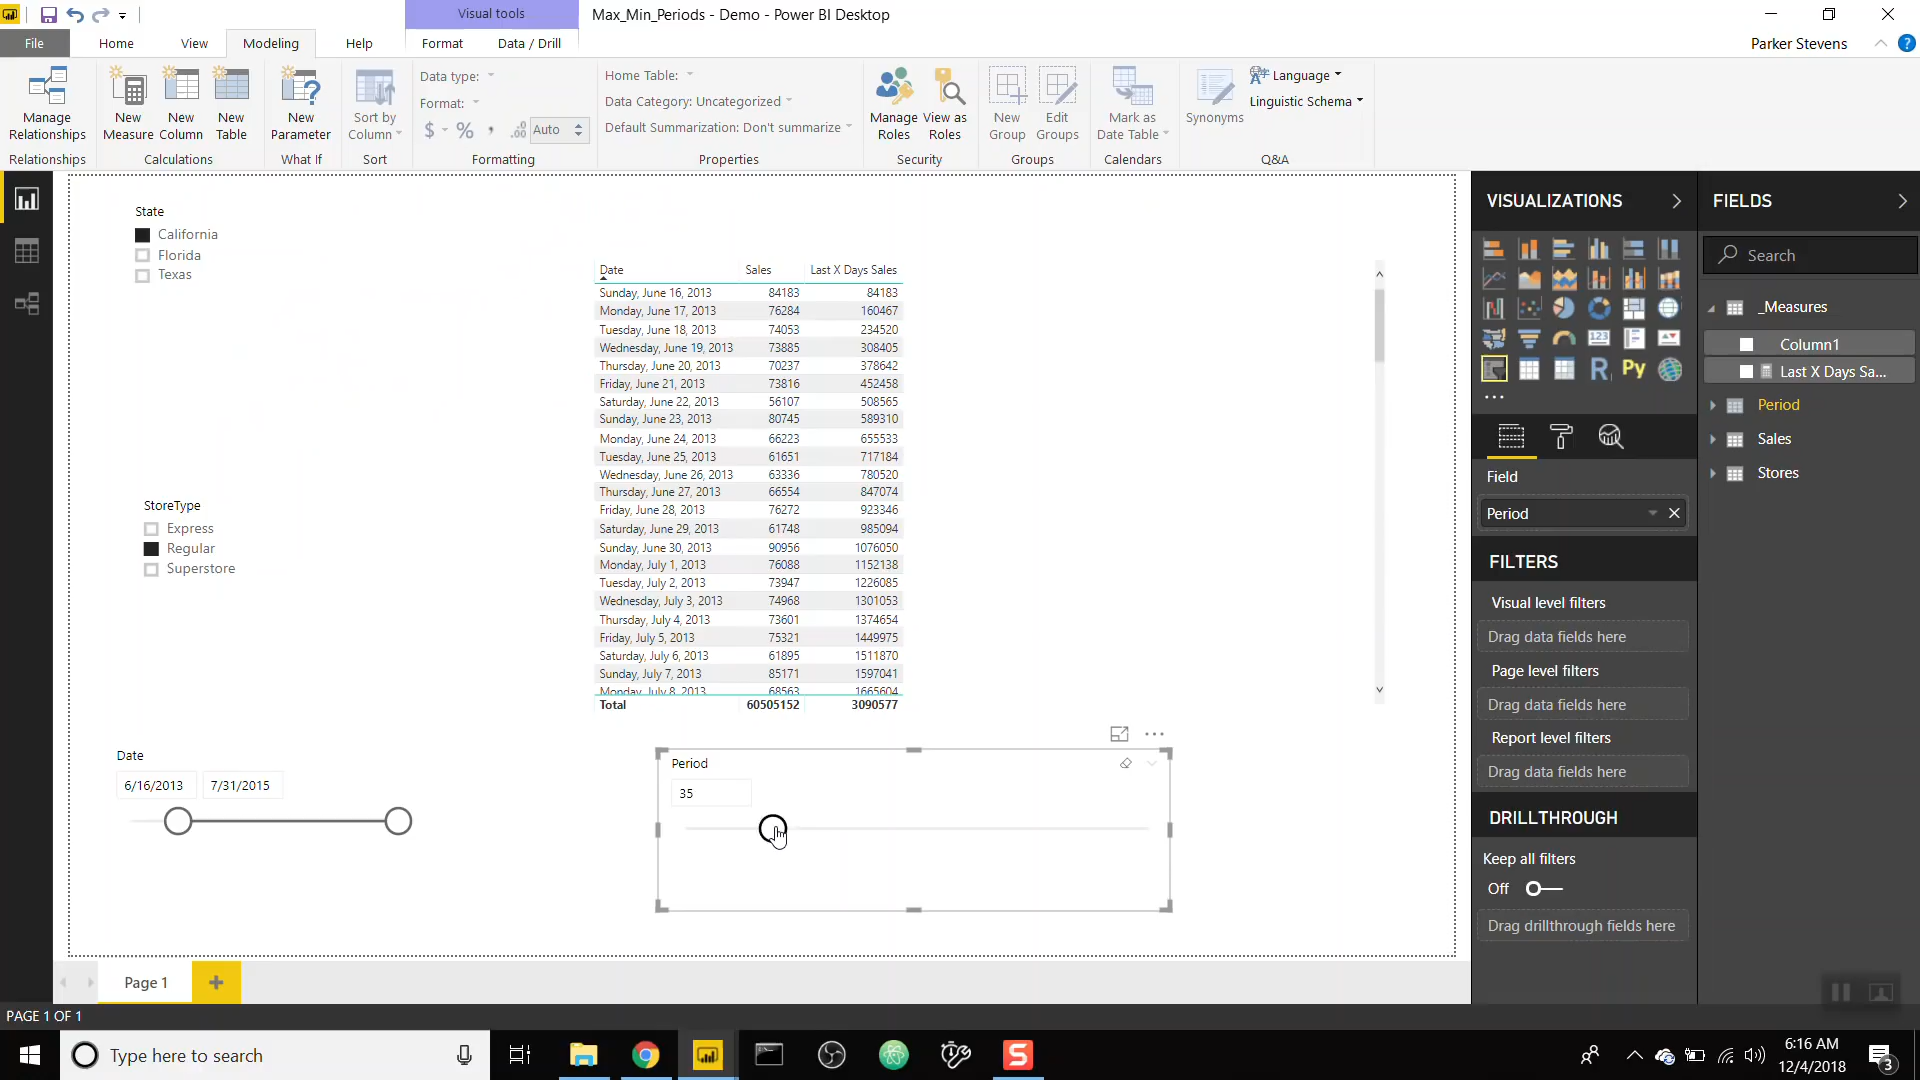 Visual tools
Max_Min_Periods - Demo - Power BI Desktop
File
Home
View
Modeling
Help
Format
Data / Drill
Parker Stevens
?
Manage Relationships
Relationships
New Measure
New Column
New Table
Calculations
New Parameter
What If
Sort by Column
Sort
Data type:
Format:
$ % , .00 Auto
Formatting
Home Table:
Data Category: Uncategorized
Default Summarization: Don't summarize
Properties
Manage Roles
View as Roles
Security
New Group
Edit Groups
Groups
Mark as Date Table
Calendars
Synonyms
Language
Linguistic Schema
Q&A
State
California
Florida
Texas
StoreType
Express
Regular
Superstore
Date
6/16/2013 7/31/2015
Date Sales Last X Days Sales
Sunday, June 16, 2013 84183 84183
Monday, June 17, 2013 76284 160467
Tuesday, June 18, 2013 74053 234520
Wednesday, June 19, 2013 73885 308405
Thursday, June 20, 2013 70237 378642
Friday, June 21, 2013 73816 452458
Saturday, June 22, 2013 56107 508565
Sunday, June 23, 2013 80745 589310
Monday, June 24, 2013 66223 655533
Tuesday, June 25, 2013 61651 717184
Wednesday, June 26, 2013 63336 780520
Thursday, June 27, 2013 66554 847074
Friday, June 28, 2013 76272 923346
Saturday, June 29, 2013 61748 985094
Sunday, June 30, 2013 90956 1076050
Monday, July 1, 2013 76088 1152138
Tuesday, July 2, 2013 73947 1226085
Wednesday, July 3, 2013 74968 1301053
Thursday, July 4, 2013 73601 1374654
Friday, July 5, 2013 75321 1449975
Saturday, July 6, 2013 61895 1511870
Sunday, July 7, 2013 85171 1597041
Monday, July 8, 2013 68563 1665604
Total 60505152 3090577
Period
35
VISUALIZATIONS
123
R
Py
Field
Period
FILTERS
Visual level filters
Drag data fields here
Page level filters
Drag data fields here
Report level filters
Drag data fields here
DRILLTHROUGH
Keep all filters
Off
Drag drillthrough fields here
FIELDS
Search
_Measures
Column1
Last X Days Sa...
Period
Sales
Stores
Page 1
PAGE 1 OF 1
Type here to search
S
6:16 AM
12/4/2018
3